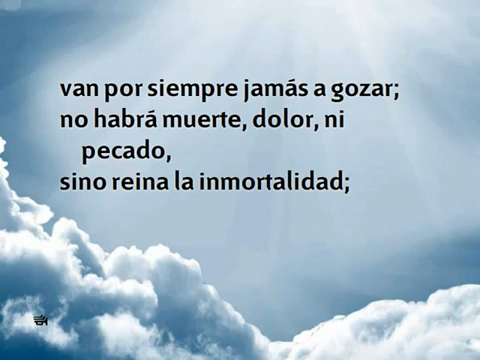 van por siempre jamás a gozar;
no habrá muerte, dolor, ni
pecado,
sino reina la inmortalidad;